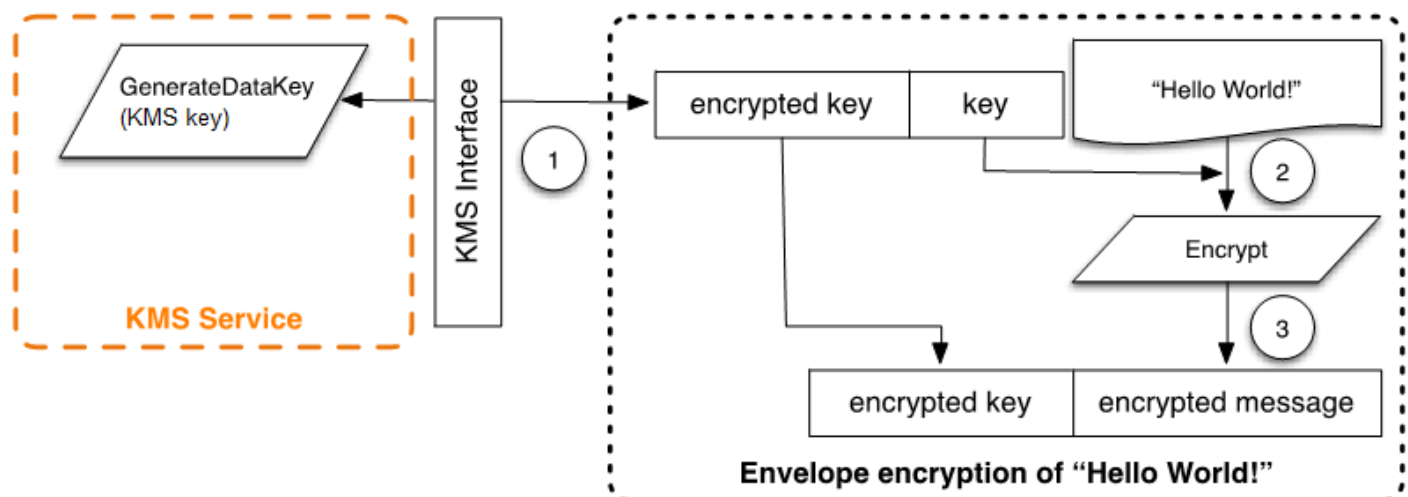 GenerateDataKey
(KMS key)
KMS Service
KMS Interface
1
encrypted key
key
“Hello World!”
2
Encrypt
3
encrypted key
encrypted message
Envelope encryption of “Hello World!”